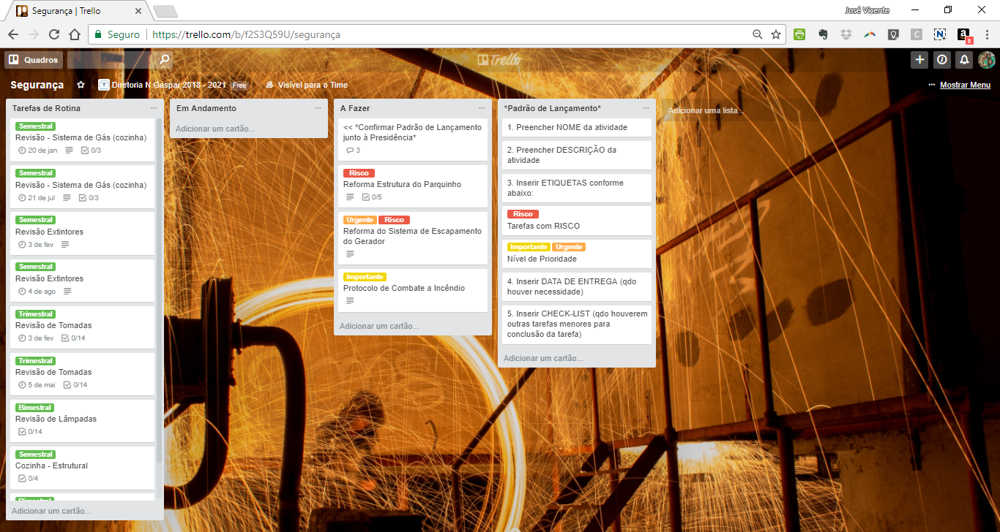 Segurança | Trello
José Vicente
Seguro
https://trello.com/b/f2S3Q59U/segurança
8
Quadros
Trello
Segurança
Diretoria N.Gaspar 2018 - 2021
Free
Visível para o Time
Mostrar Menu
Tarefas de Rotina
Semestral
Revisão - Sistema de Gás (cozinha)
20 de jan
0/3
Semestral
Revisão - Sistema de Gás (cozinha)
21 de jul
0/3
Semestral
Revisão Extintores
3 de fev
Semestral
Revisão Extintores
4 de ago
Trimestral
Revisão de Tomadas
3 de fev
0/14
Trimestral
Revisão de Tomadas
5 de mai
0/14
Bimestral
Revisão de Lâmpadas
0/14
Semestral
Cozinha - Estrutural
0/4
Adicionar um cartão...
Em Andamento
Adicionar um cartão...
A Fazer
<< *Confirmar Padrão de Lançamento
junto à Presidência*
3
Risco
Reforma Estrutura do Parquinho
0/5
Urgente Risco
Reforma do Sistema de Escapamento
do Gerador
Importante
Protocolo de Combate a Incêndio
Adicionar um cartão...
*Padrão de Lançamento*
1. Preencher NOME da atividade
2. Preencher DESCRIÇÃO da
atividade
3. Inserir ETIQUETAS conforme
abaixo:
Risco
Tarefas com RISCO
Importante Urgente
Nível de Prioridade
4. Inserir DATA DE ENTREGA (qdo
houver necessidade)
5. Inserir CHECK-LIST (qdo houverem
outras tarefas menores para
conclusão da tarefa)
Adicionar um cartão...
Adicionar uma lista...